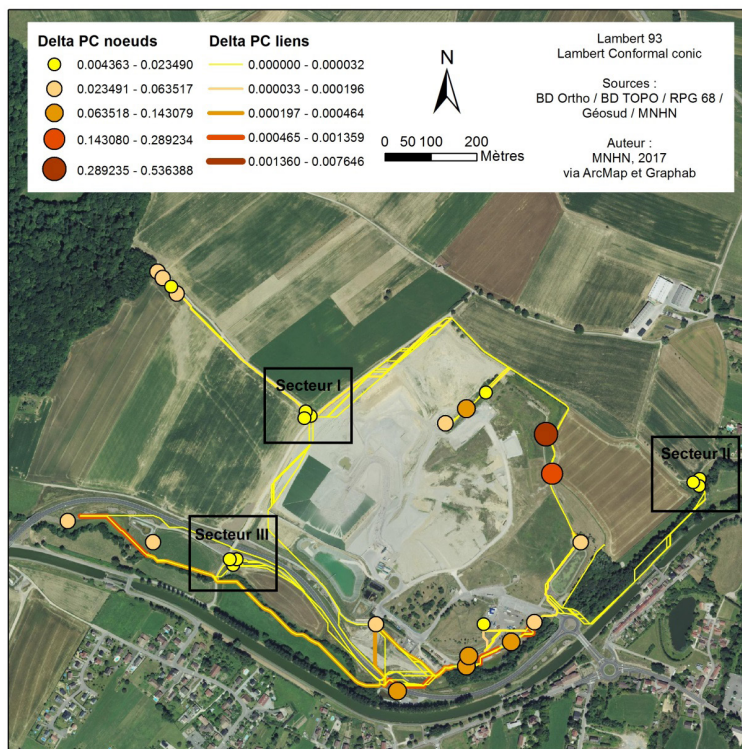 Delta PC noeuds
0.004363 - 0.023490
0.023491 - 0.063517
0.063518 - 0.143079
0.143080 - 0.289234
0.289235 - 0.536388
Delta PC liens
0.000000 - 0.000032
0.000033 - 0.000196
0.000197 - 0.000464
0.000465 - 0.001359
0.001360 - 0.007646
N
0 50 100 200
Mètres
Lambert 93
Lambert Conformal conic
Sources :
BD Ortho / BD TOPO / RPG 68 /
Géosud / MNHN
Auteur :
MNHN, 2017
via ArcMap et Graphab
Secteur I
Secteur II
Secteur III